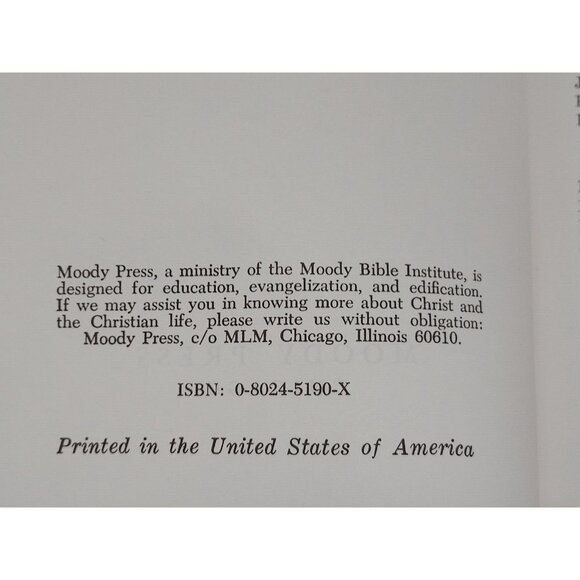 Moody Press, a ministry of the Moody Bible Institute, is
designed for education, evangelization, and edification.
If we may assist you in knowing more about Christ and
the Christian life, please write us without obligation:
Moody Press, c/o MLM, Chicago, Illinois 60610.
ISBN: 0-8024-5190-X
Printed in the United States of America